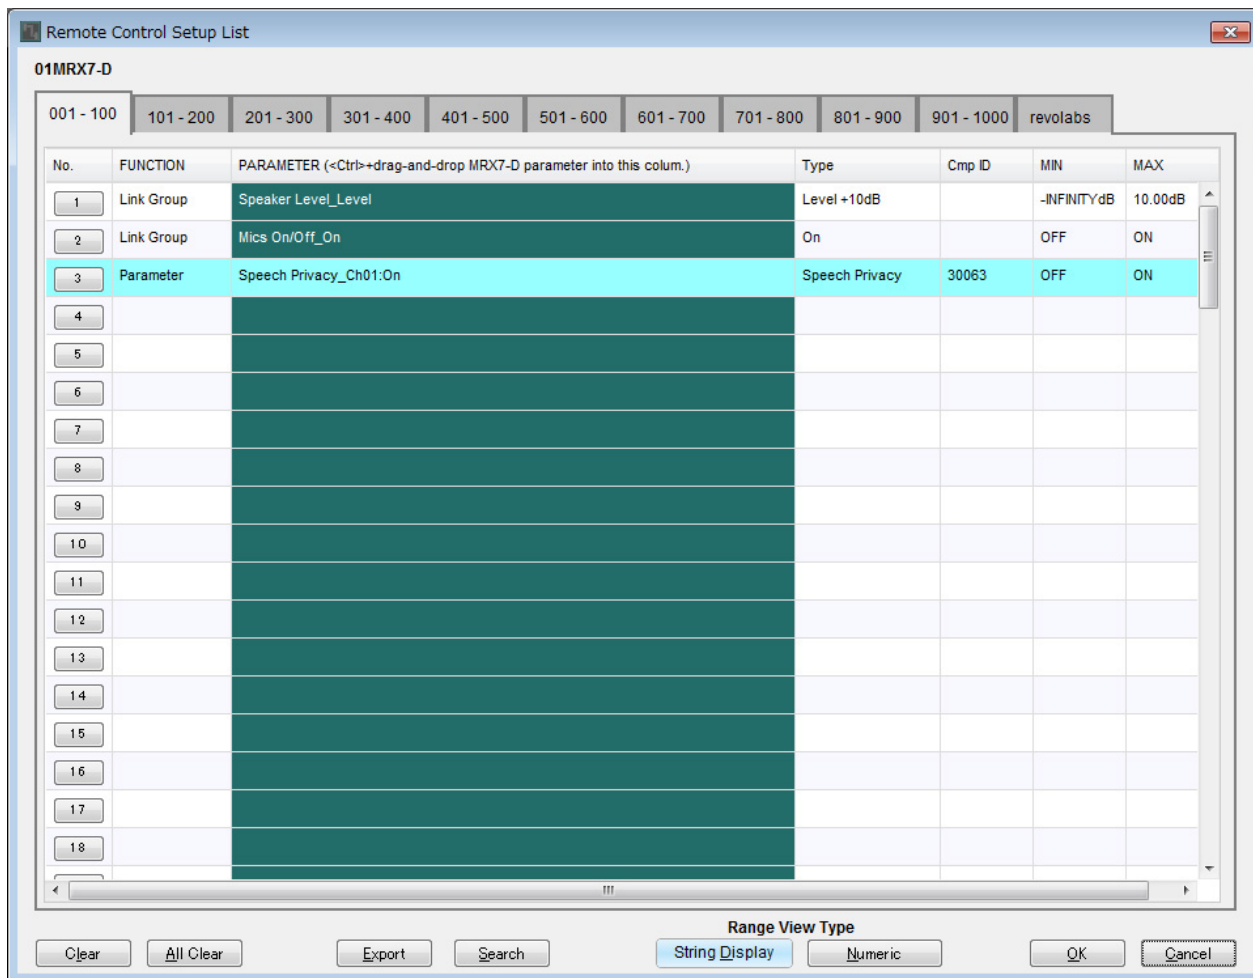 Remote Control Setup List
01MRX7-D
001 - 100 101 - 200 201 - 300 301 - 400 401 - 500 501 - 600 601 - 700 701 - 800 801 - 900 901 - 1000 revolabs
No. FUNCTION PARAMETER (<Ctrl>+drag-and-drop MRX7-D parameter into this colum.) Type Cmp ID MIN MAX
1 Link Group Speaker Level_Level Level +10dB -INFINITYdB 10.00dB
2 Link Group Mics On/Off_On On OFF ON
3 Parameter Speech Privacy_Ch01:On Speech Privacy 30063 OFF ON
4
5
6
7
8
9
10
11
12
13
14
15
16
17
18
Range View Type
Clear All Clear Export Search String Display Numeric OK Cancel